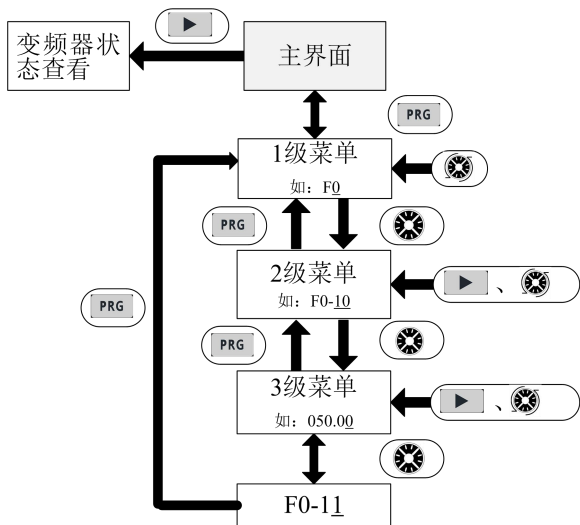 变频器状
态查看
主界面
PRG
1级菜单
如：F0
PRG
2级菜单
如：F0-10
、
PRG
PRG
3级菜单
如：050.00
、
F0-11